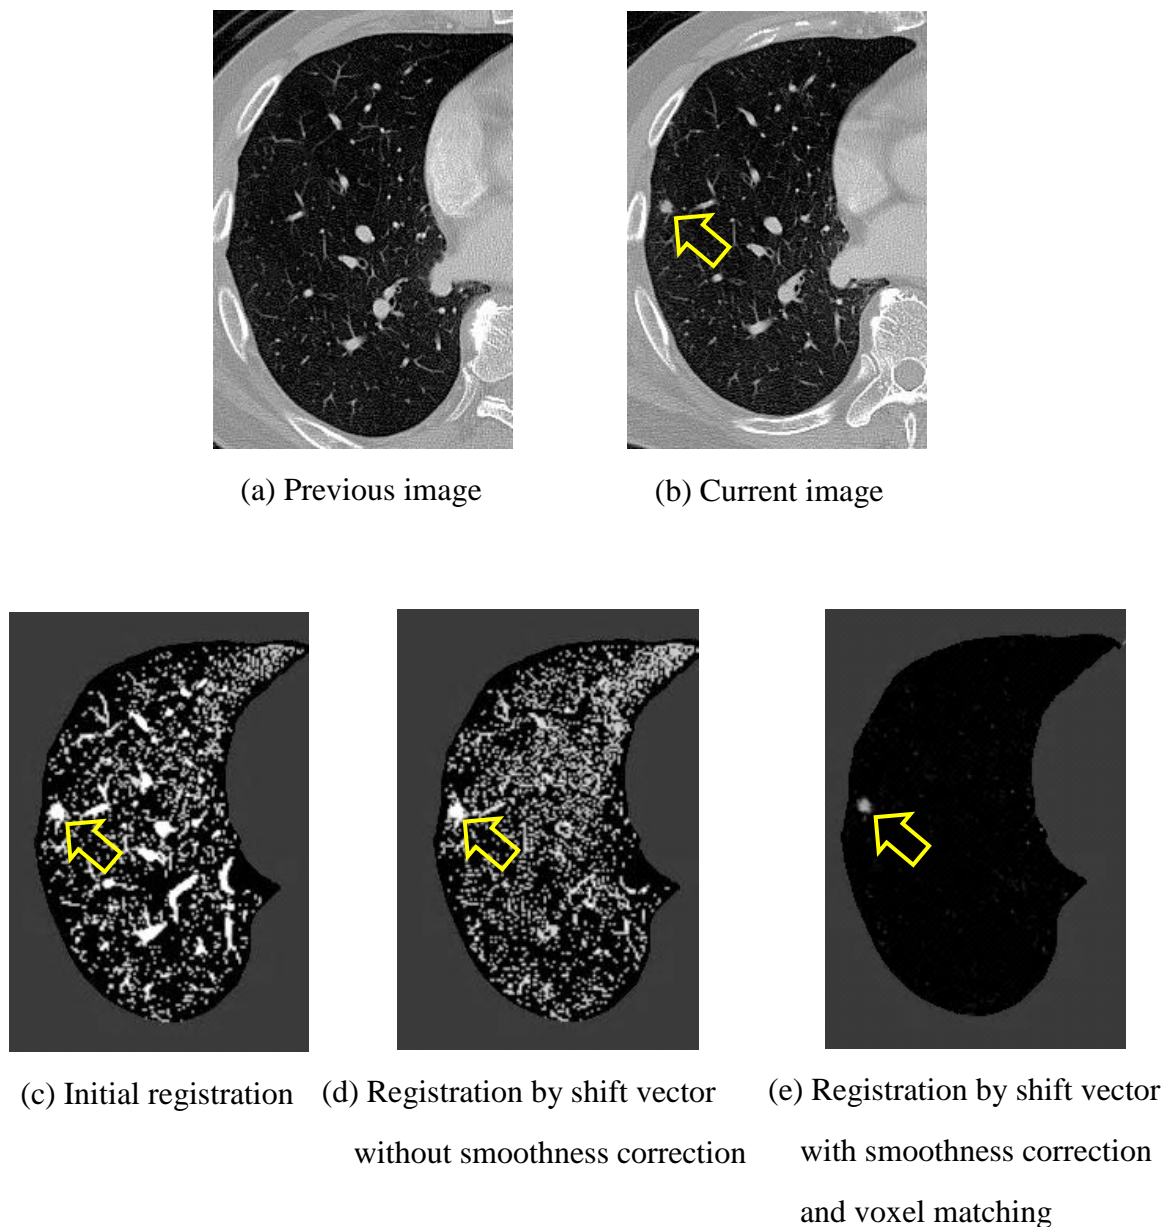 (a) Previous image
(b) Current image
(c) Initial registration
(d) Registration by shift vector
without smoothness correction
(e) Registration by shift vector
with smoothness correction
and voxel matching